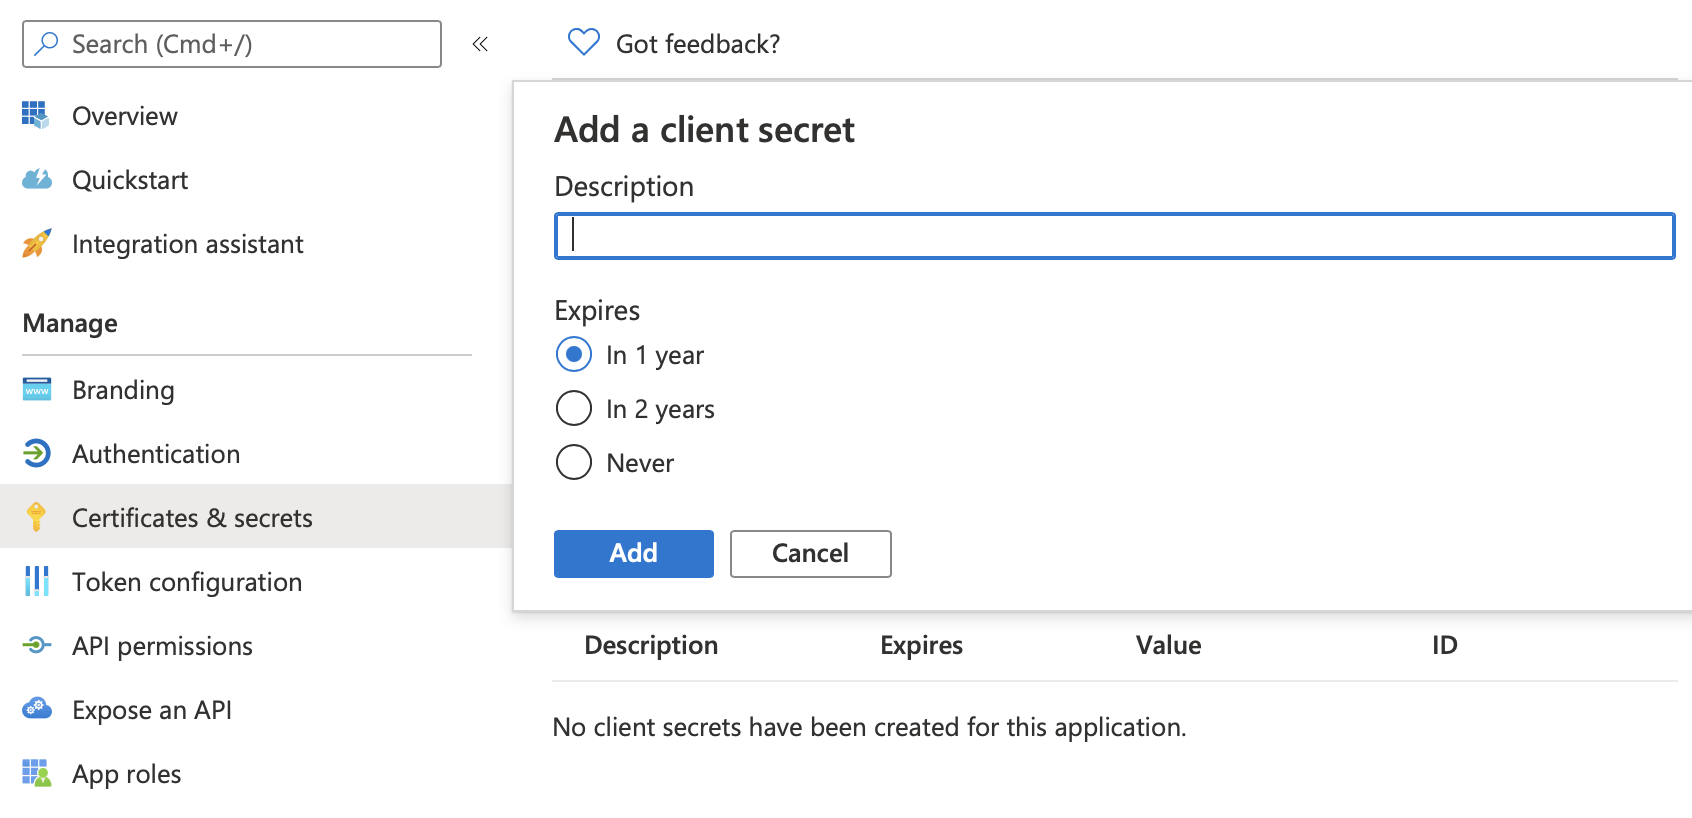 Search (Cmd+/)
«
Overview
Quickstart
Integration assistant
Manage
www
Branding
Authentication
Certificates & secrets
Token configuration
API permissions
Expose an API
App roles
Got feedback?
Add a client secret
Description
Expires
In 1 year
In 2 years
Never
Add
Cancel
Description Expires Value ID
No client secrets have been created for this application.